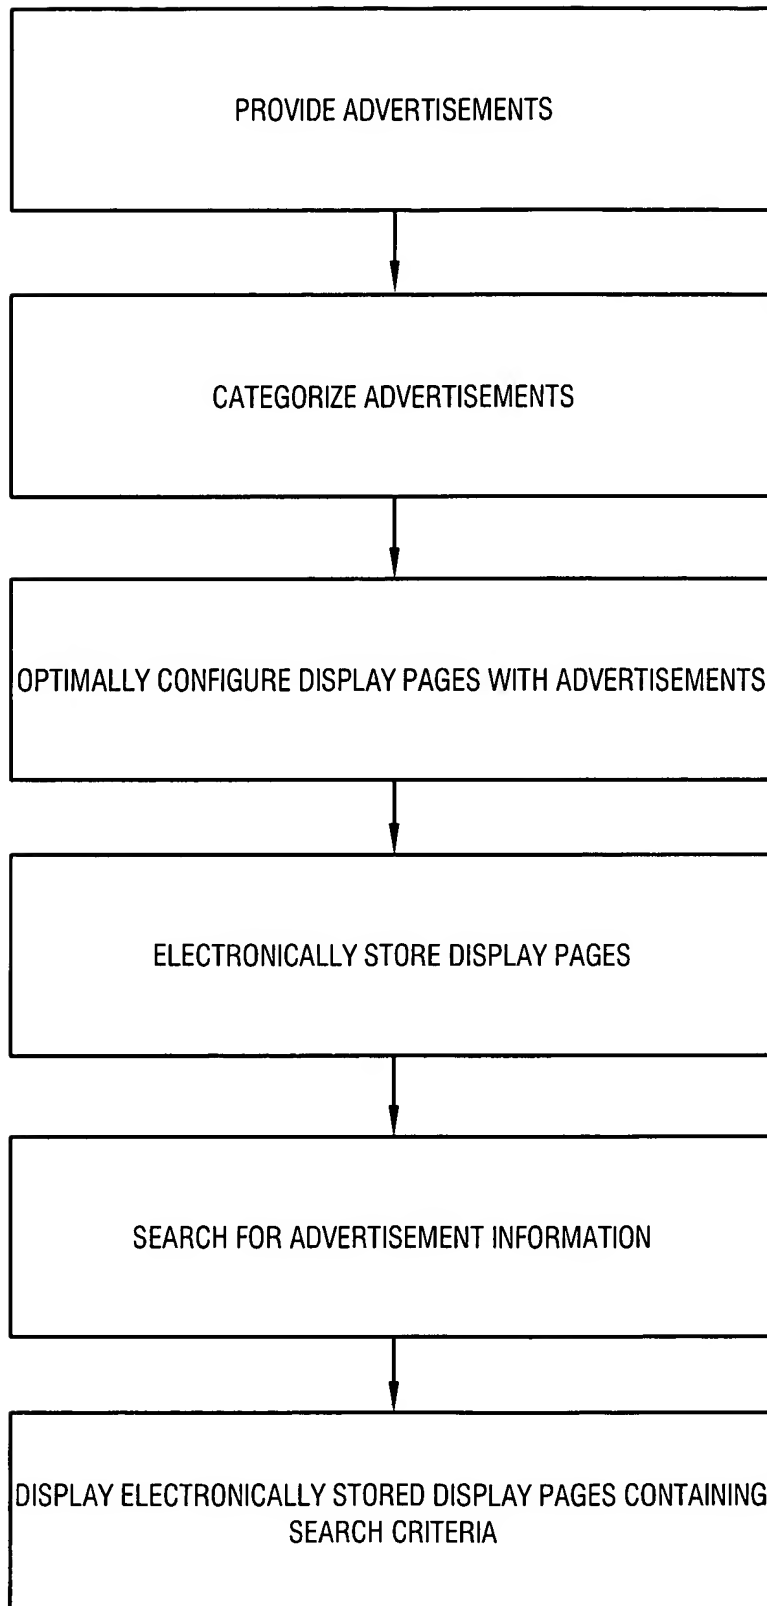 PROVIDE ADVERTISEMENTS
CATEGORIZE ADVERTISEMENTS
OPTIMALLY CONFIGURE DISPLAY PAGES WITH ADVERTISEMENTS
ELECTRONICALLY STORE DISPLAY PAGES
SEARCH FOR ADVERTISEMENT INFORMATION
DISPLAY ELECTRONICALLY STORED DISPLAY PAGES CONTAINING
SEARCH CRITERIA